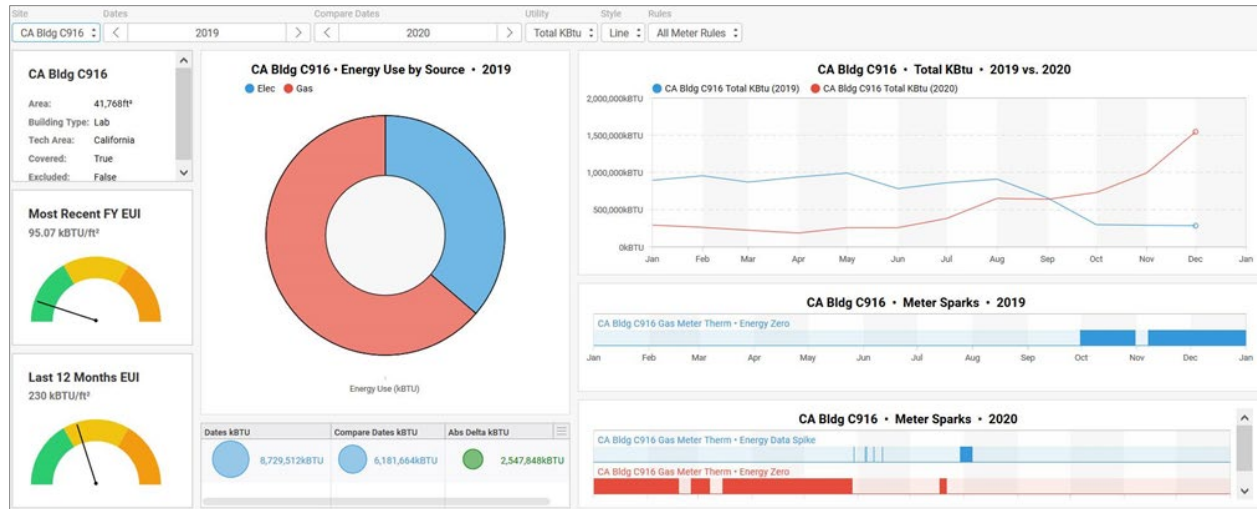 Site Dates Compare Dates Utility Style Rules
CA Bldg C916 2019 2020 Total KBtu Line All Meter Rules
CA Bldg C916
Area: 41,768ft²
Building Type: Lab
Tech Area: California
Covered: True
Excluded: False
Most Recent FY EUI
95.07 kBTU/ft²
Last 12 Months EUI
230 kBTU/ft²
CA Bldg C916 • Energy Use by Source • 2019
Elec Gas
Energy Use (kBTU)
Dates kBTU Compare Dates kBTU Abs Delta kBTU
8,729,512kBTU 6,181,664kBTU 2,547,848kBTU
CA Bldg C916 • Total KBtu • 2019 vs. 2020
CA Bldg C916 Total KBtu (2019) CA Bldg C916 Total KBtu (2020)
2,000,000kBTU
1,500,000kBTU
1,000,000kBTU
500,000kBTU
0kBTU
Jan Feb Mar Apr May Jun Jul Aug Sep Oct Nov Dec Jan
CA Bldg C916 • Meter Sparks • 2019
CA Bldg C916 Gas Meter Therm • Energy Zero
Jan Feb Mar Apr May Jun Jul Aug Sep Oct Nov Dec Jan
CA Bldg C916 • Meter Sparks • 2020
CA Bldg C916 Gas Meter Therm • Energy Data Spike
CA Bldg C916 Gas Meter Therm • Energy Zero